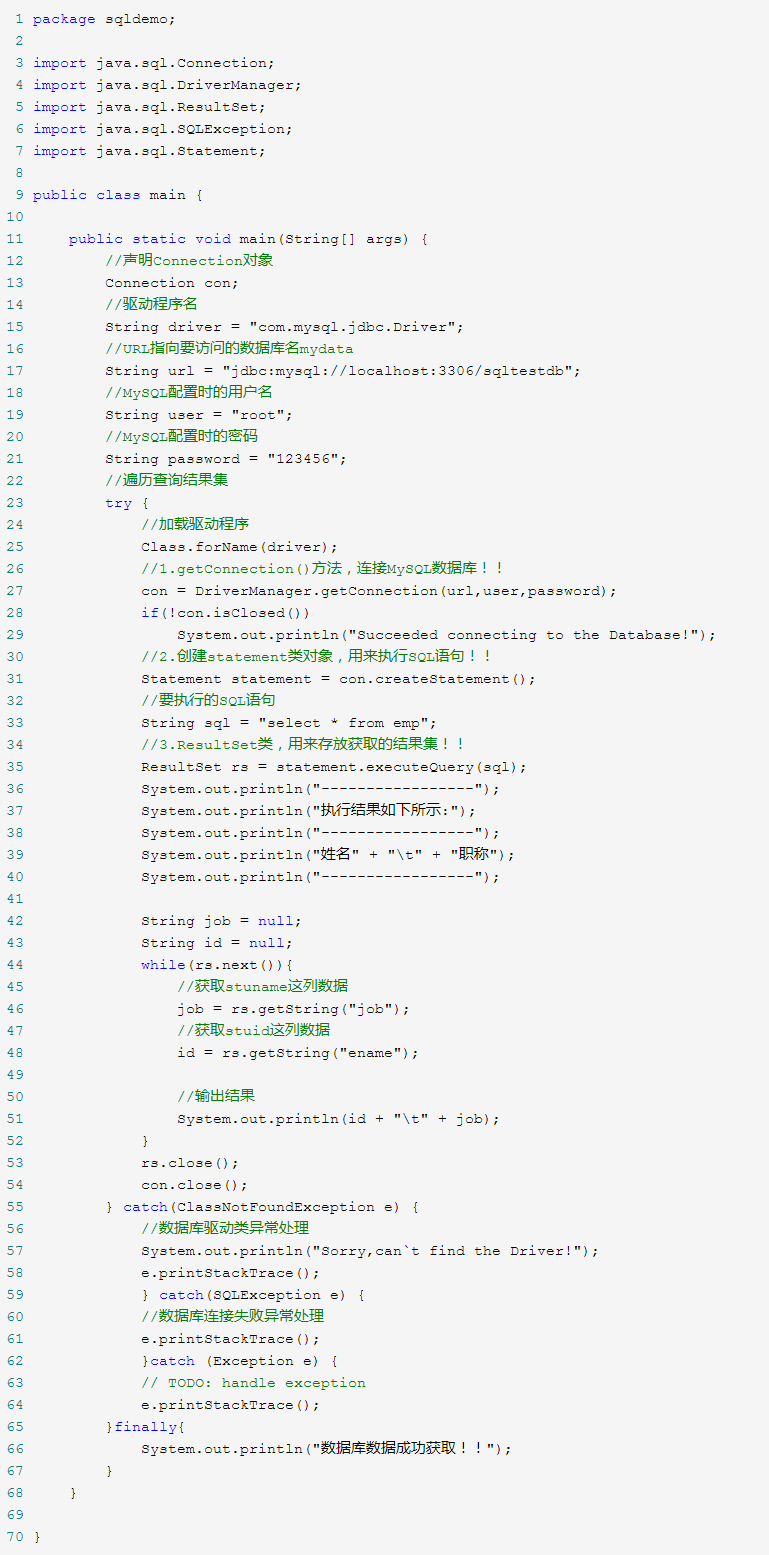 1 package sqldemo;
2
3 import java.sql.Connection;
4 import java.sql.DriverManager;
5 import java.sql.ResultSet;
6 import java.sql.SQLException;
7 import java.sql.Statement;
8
9 public class main {
10
11     public static void main(String[] args) {
12         //声明Connection对象
13         Connection con;
14         //驱动程序名
15         String driver = "com.mysql.jdbc.Driver";
16         //URL指向要访问的数据库名mydata
17         String url = "jdbc:mysql://localhost:3306/sqltestdb";
18         //MySQL配置时的用户名
19         String user = "root";
20         //MySQL配置时的密码
21         String password = "123456";
22         //遍历查询结果集
23         try {
24             //加载驱动程序
25             Class.forName(driver);
26             //1.getConnection()方法，连接MySQL数据库！！
27             con = DriverManager.getConnection(url,user,password);
28             if(!con.isClosed())
29                 System.out.println("Succeeded connecting to the Database!");
30             //2.创建statement类对象，用来执行SQL语句！！
31             Statement statement = con.createStatement();
32             //要执行的SQL语句
33             String sql = "select * from emp";
34             //3.ResultSet类，用来存放获取的结果集！！
35             ResultSet rs = statement.executeQuery(sql);
36             System.out.println("-----------------");
37             System.out.println("执行结果如下所示:");
38             System.out.println("-----------------");
39             System.out.println("姓名" + "\t" + "职称");
40             System.out.println("-----------------");
41
42             String job = null;
43             String id = null;
44             while(rs.next()){
45                 //获取stuname这列数据
46                 job = rs.getString("job");
47                 //获取stuid这列数据
48                 id = rs.getString("ename");
49
50                 //输出结果
51                 System.out.println(id + "\t" + job);
52             }
53             rs.close();
54             con.close();
55         } catch(ClassNotFoundException e) {
56             //数据库驱动类异常处理
57             System.out.println("Sorry,can`t find the Driver!");
58             e.printStackTrace();
59             } catch(SQLException e) {
60             //数据库连接失败异常处理
61             e.printStackTrace();
62             }catch (Exception e) {
63             // TODO: handle exception
64             e.printStackTrace();
65         }finally{
66             System.out.println("数据库数据成功获取！！");
67         }
68     }
69
70 }